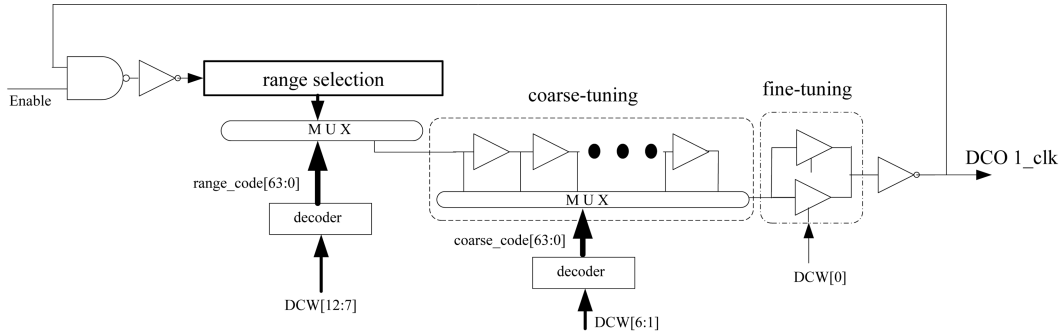 Enable
range selection
M U X
range_code[63:0]
decoder
DCW[12:7]
coarse-tuning
M U X
coarse_code[63:0]
decoder
DCW[6:1]
fine-tuning
DCW[0]
DCO 1_clk